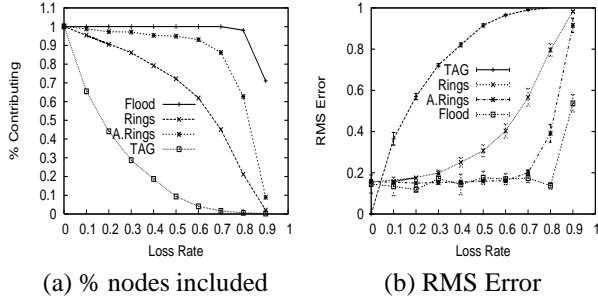 1.1
1
0.9
0.8
0.7
0.6
0.5
0.4
0.3
0.2
0.1
0
% Contributing
Flood
Rings
A.Rings
TAG
0 0.1 0.2 0.3 0.4 0.5 0.6 0.7 0.8 0.9 1
Loss Rate
(a) % nodes included
1
0.8
0.6
0.4
0.2
0
RMS Error
TAG
Rings
A.Rings
Flood
0 0.1 0.2 0.3 0.4 0.5 0.6 0.7 0.8 0.9 1
Loss Rate
(b) RMS Error